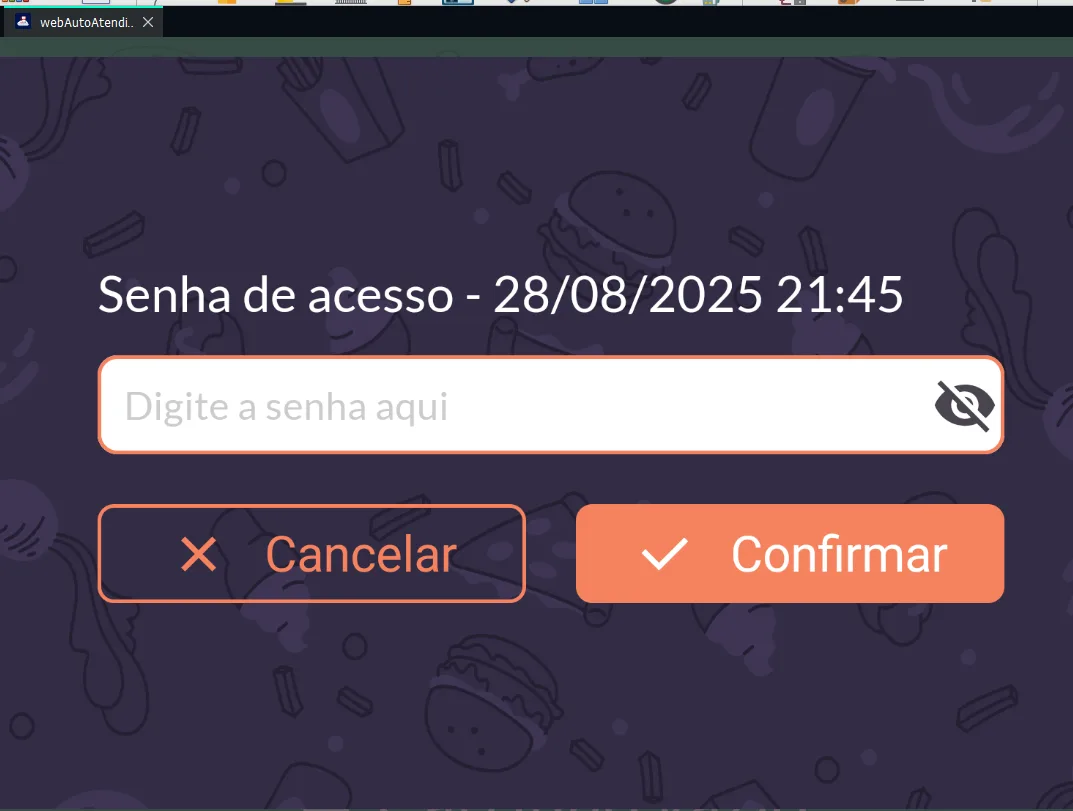 webAutoAtendi..
Senha de acesso - 28/08/2025 21:45
Digite a senha aqui
Cancelar
Confirmar